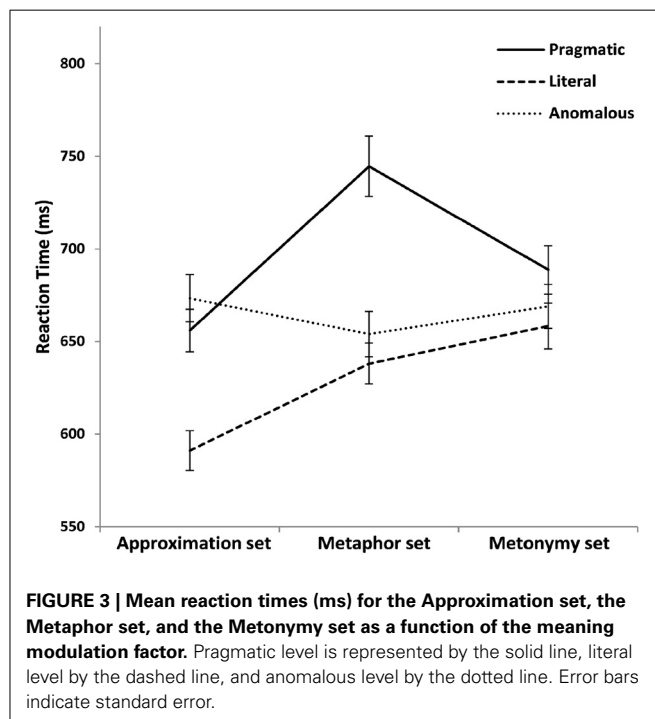 800
750
700
650
600
550
Reaction Time (ms)
Pragmatic
Literal
Anomalous
Approximation set
Metaphor set
Metonymy set
FIGURE 3 | Mean reaction times (ms) for the Approximation set, the
Metaphor set, and the Metonymy set as a function of the meaning
modulation factor. Pragmatic level is represented by the solid line, literal
level by the dashed line, and anomalous level by the dotted line. Error bars
indicate standard error.